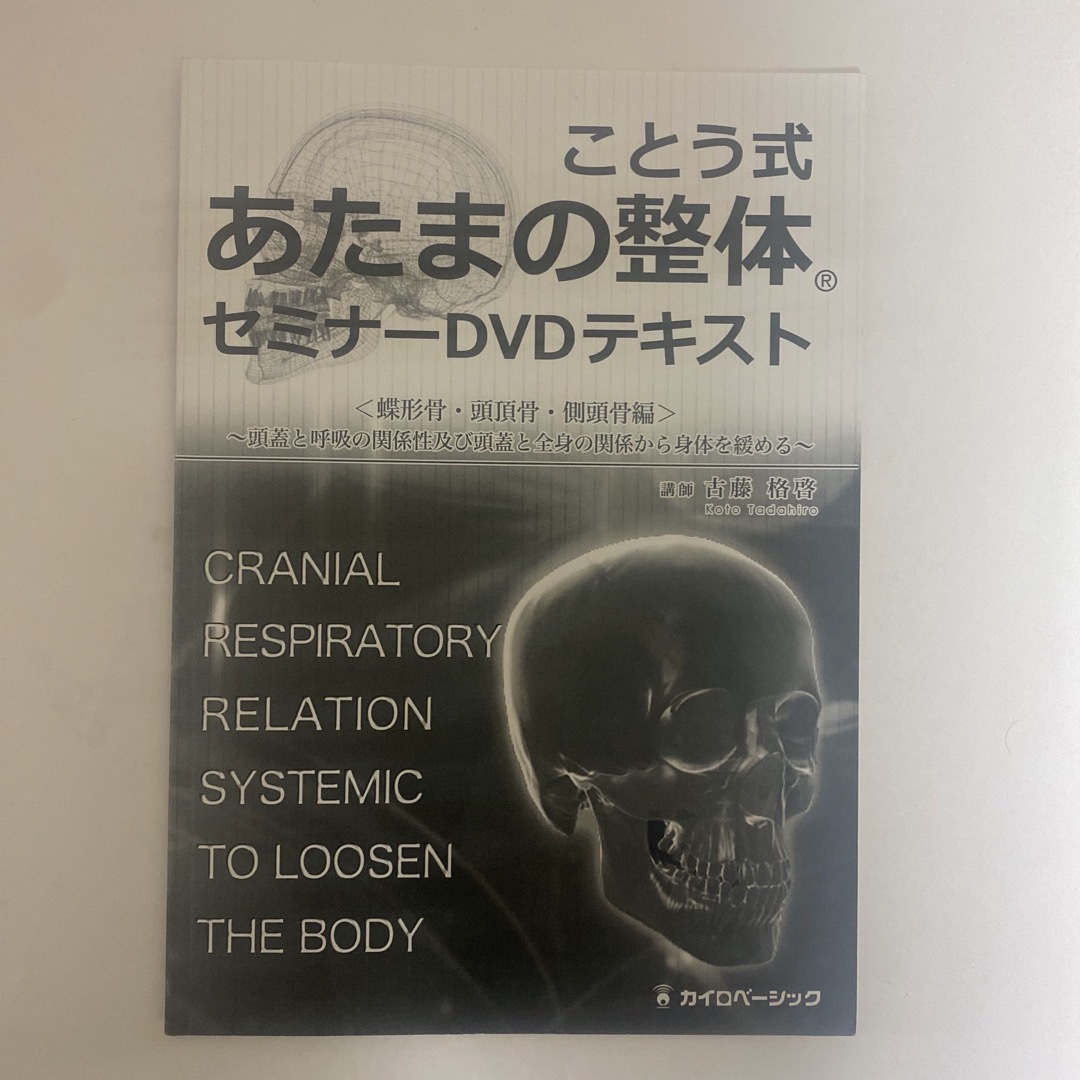 ことう式
あたまの整体®
セミナーDVDテキスト
＜蝶形骨・頭頂骨・側頭骨編＞
〜頭蓋と呼吸の関係性及び頭蓋と全身の関係から身体を緩める〜
講師 古藤 格啓
Koto Tadahiro
CRANIAL
RESPIRATORY
RELATION
SYSTEMIC
TO LOOSEN
THE BODY
カイロベーシック